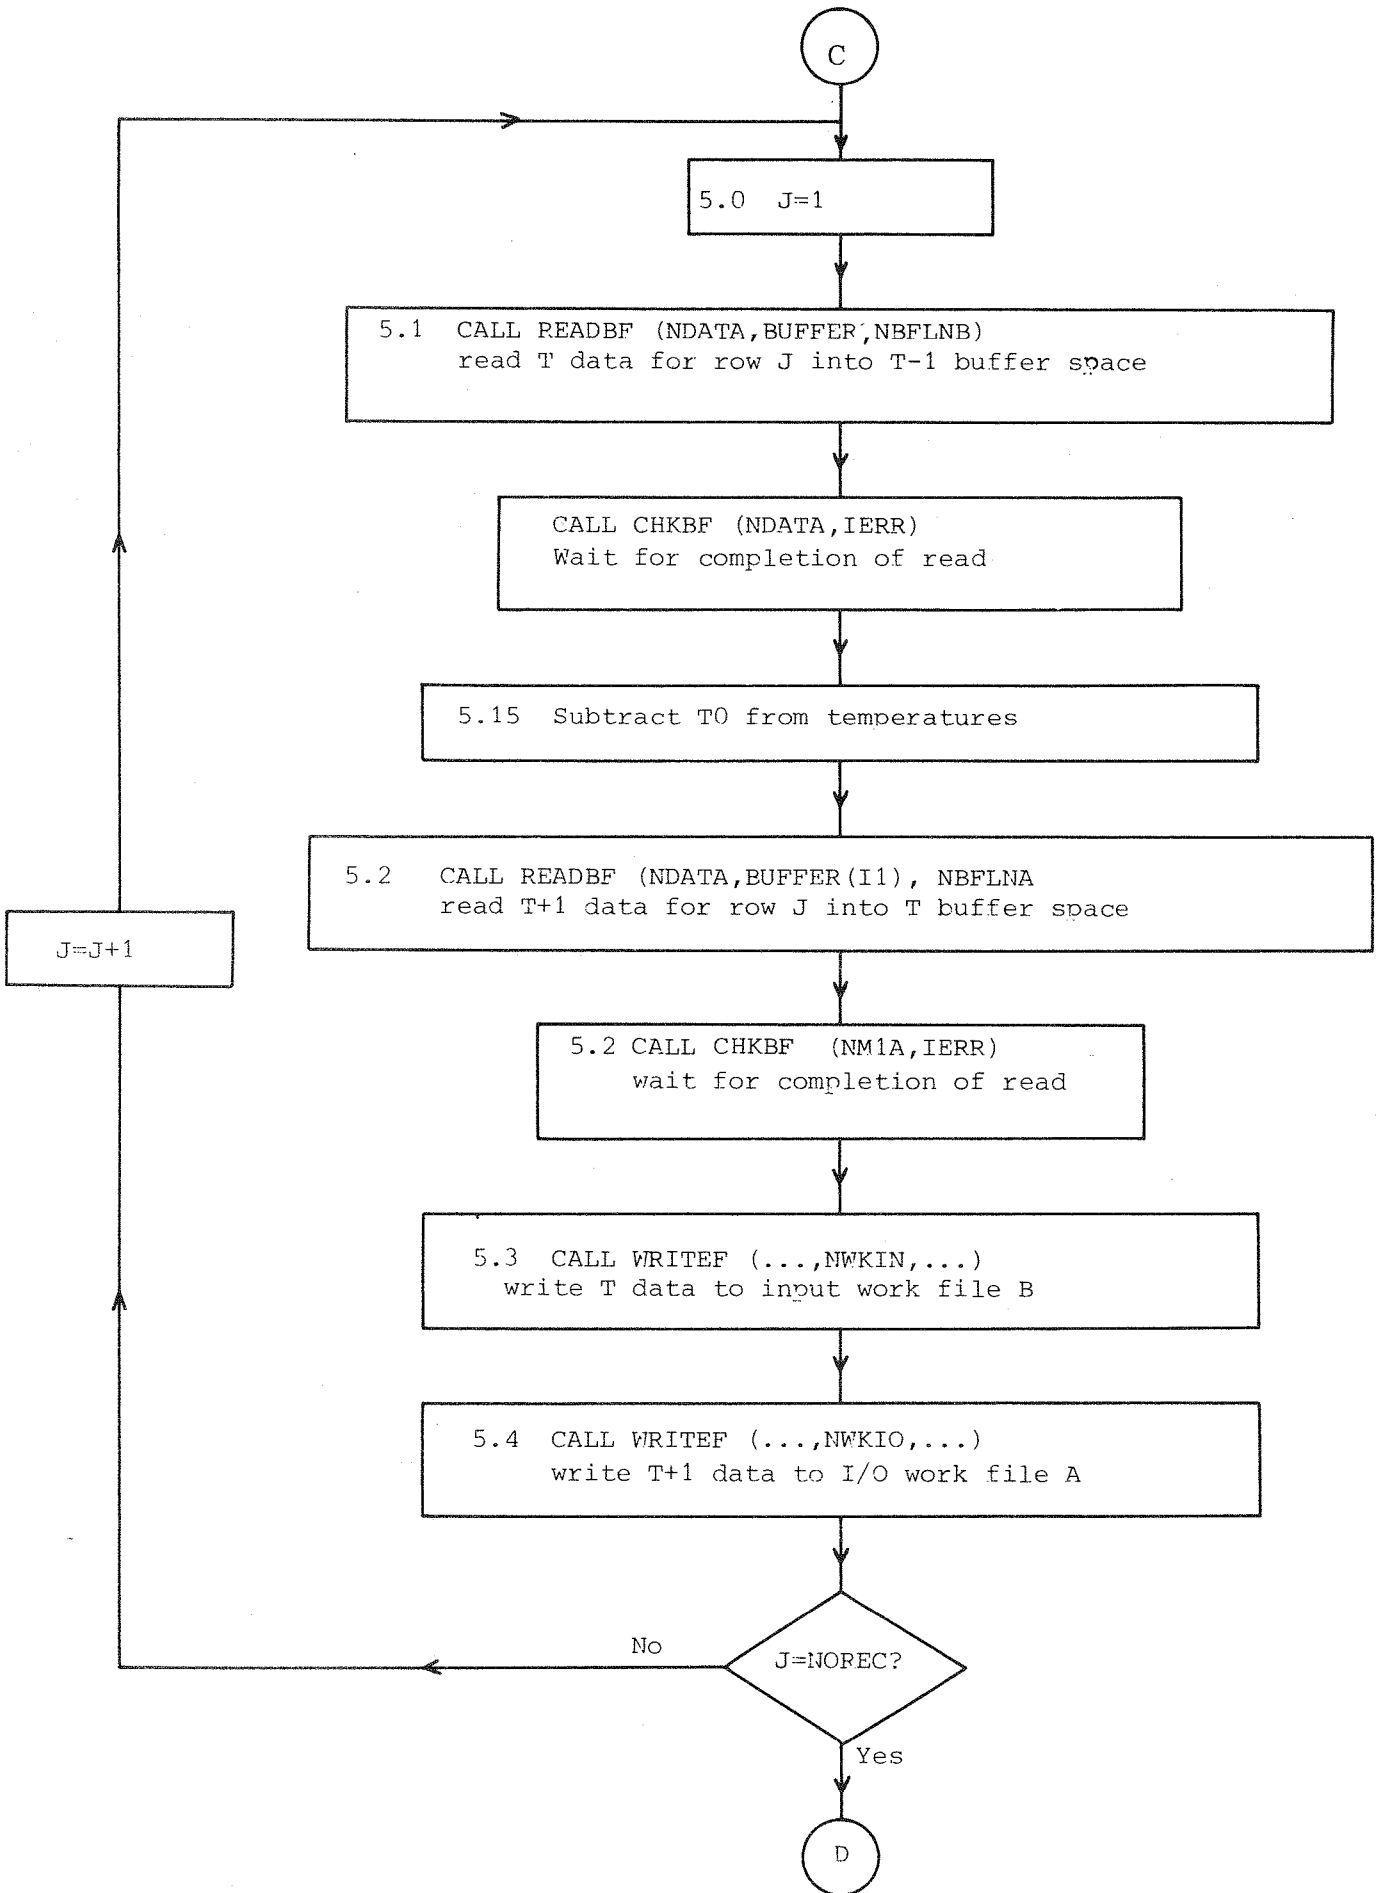 C
5.0 J=1
5.1 CALL READBF (NDATA,BUFFER,NBFLNB)
read T data for row J into T-1 buffer space
CALL CHKBF (NDATA,IERR)
Wait for completion of read
5.15 Subtract T0 from temperatures
5.2 CALL READBF (NDATA,BUFFER(I1), NBFLNA
read T+1 data for row J into T buffer space
J=J+1
5.2 CALL CHKBF (NM1A,IERR)
wait for completion of read
5.3 CALL WRITEF (...,NWKIN,...)
write T data to input work file B
5.4 CALL WRITEF (...,NWKIO,...)
write T+1 data to I/O work file A
No
J=NOREC?
Yes
D